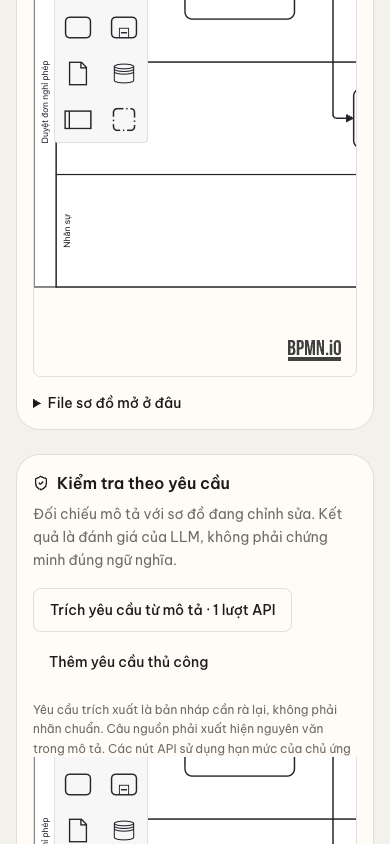 Duyệt đơn nghỉ phép
Nhân sự
BPMN.iO
File sơ đồ mở ở đâu
Kiểm tra theo yêu cầu
Đối chiếu mô tả với sơ đồ đang chỉnh sửa. Kết
quả là đánh giá của LLM, không phải chứng
minh đúng ngữ nghĩa.
Trích yêu cầu từ mô tả · 1 lượt API
Thêm yêu cầu thủ công
Yêu cầu trích xuất là bản nháp cần rà lại, không phải
nhãn chuẩn. Câu nguồn phải xuất hiện nguyên văn
trong mô tả. Các nút API sử dụng hạn mức của chủ ứng
hỉ phép